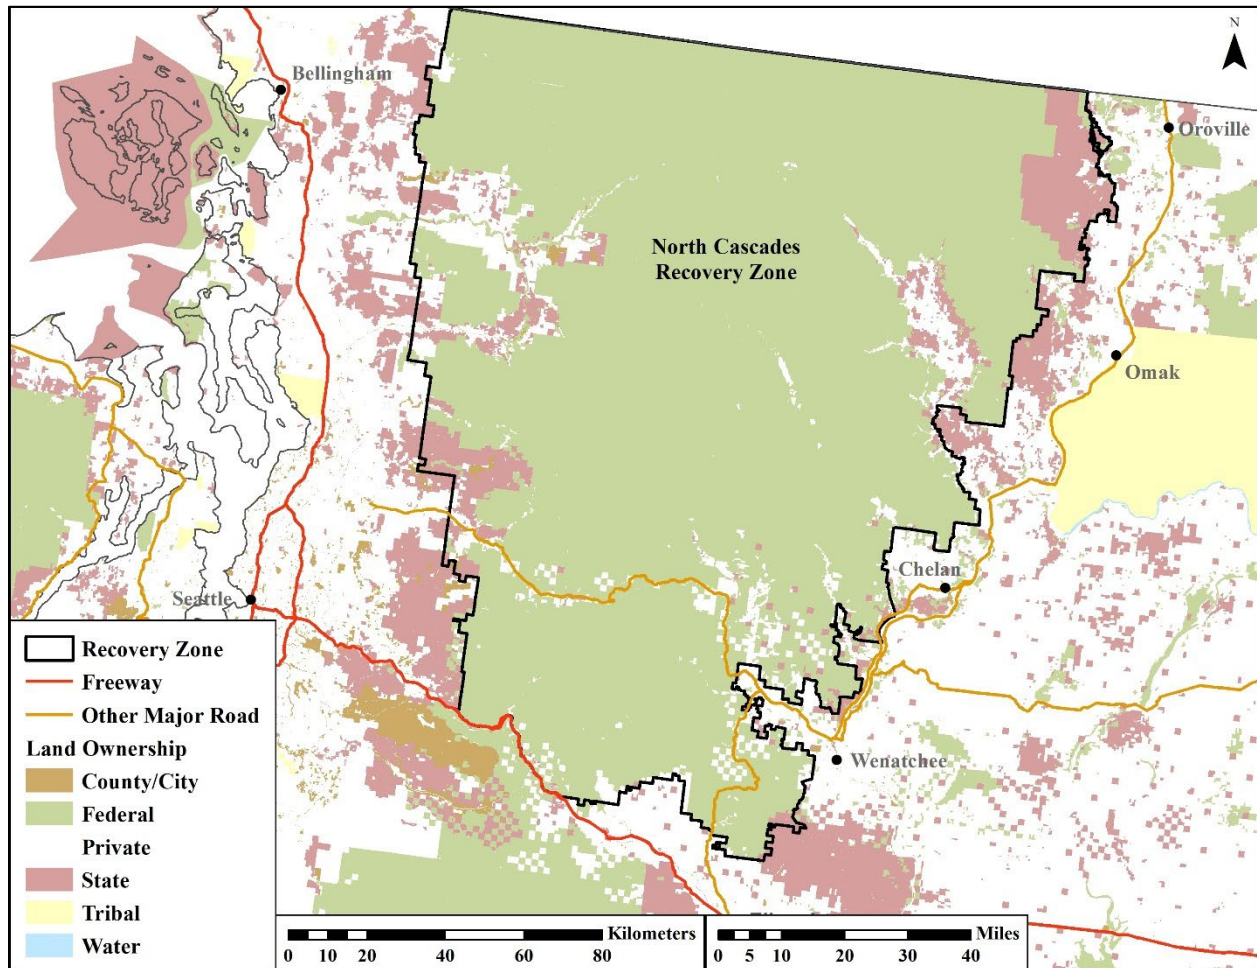 N
Bellingham
Oroville
North Cascades
Recovery Zone
Omak
Chelan
Seattle
Wenatchee
Recovery Zone
Freeway
Other Major Road
Land Ownership
County/City
Federal
Private
State
Tribal
Water
Kilometers
0 10 20 40 60 80
Miles
0 5 10 20 30 40